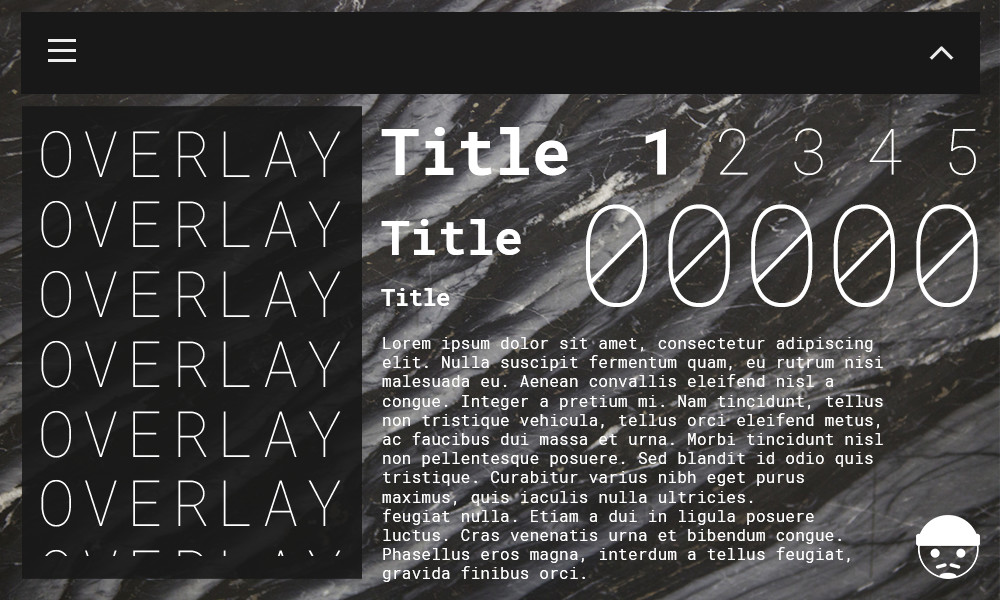 OVERLAY
OVERLAY
OVERLAY
OVERLAY
OVERLAY
OVERLAY
OVERLAY
Title 1 2 3 4 5
Title 00000
Title
Lorem ipsum dolor sit amet, consectetur adipiscing
elit. Nulla suscipit fermentum quam, eu rutrum nisi
malesuada eu. Aenean convallis eleifend nisl a
congue. Integer a pretium mi. Nam tincidunt, tellus
non tristique vehicula, tellus orci eleifend metus,
ac faucibus dui massa et urna. Morbi tincidunt nisl
non pellentesque posuere. Sed blandit id odio quis
tristique. Curabitur varius nibh eget purus
maximus, quis iaculis nulla ultricies.
feugiat nulla. Etiam a dui in ligula posuere
luctus. Cras venenatis urna et bibendum congue.
Phasellus eros magna, interdum a tellus feugiat,
gravida finibus orci.